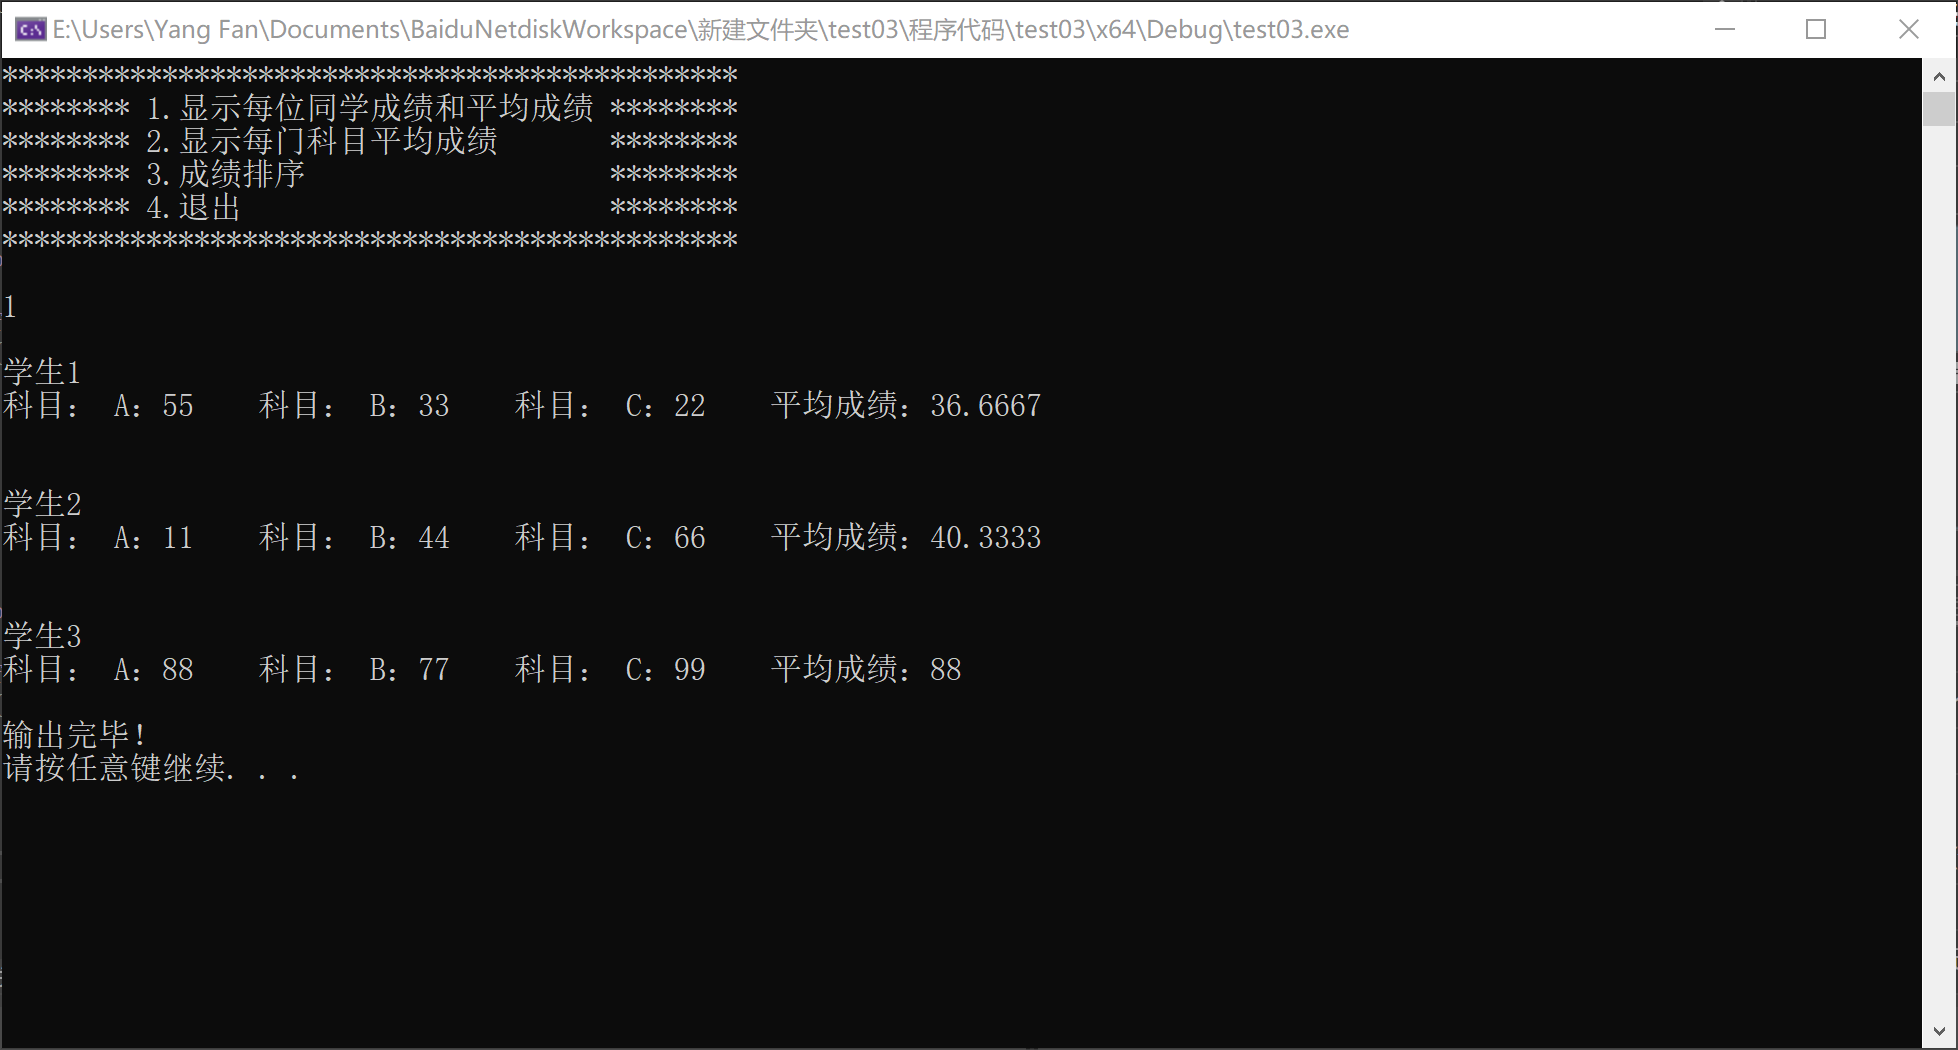 E:\Users\Yang Fan\Documents\BaiduNetdiskWorkspace\新建文件夹\test03\程序代码\test03\x64\Debug\test03.exe
**********************************************
******** 1.显示每位同学成绩和平均成绩 ********
******** 2.显示每门科目平均成绩       ********
******** 3.成绩排序                   ********
******** 4.退出                       ********
**********************************************
1
学生1
科目： A：55    科目： B：33    科目： C：22    平均成绩：36.6667
学生2
科目： A：11    科目： B：44    科目： C：66    平均成绩：40.3333
学生3
科目： A：88    科目： B：77    科目： C：99    平均成绩：88
输出完毕！
请按任意键继续. . .